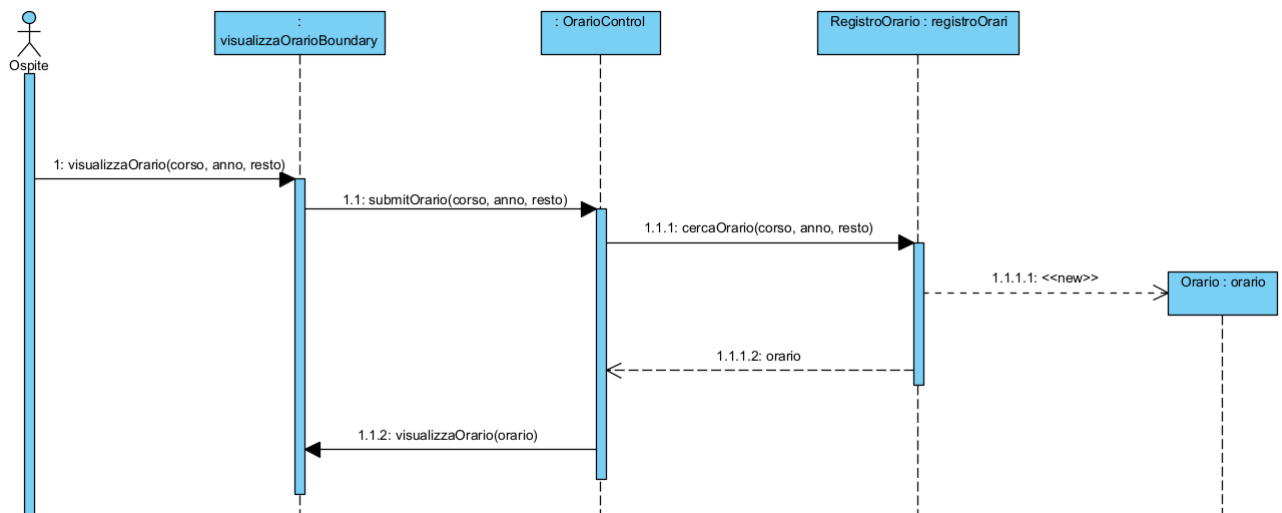 :
visualizzaOrarioBoundary
: OrarioControl
RegistroOrario : registroOrari
Ospite
1: visualizzaOrario(corso, anno, resto)
1.1: submitOrario(corso, anno, resto)
1.1.1: cercaOrario(corso, anno, resto)
1.1.1.1: <<new>>
Orario : orario
1.1.1.2: orario
1.1.2: visualizzaOrario(orario)